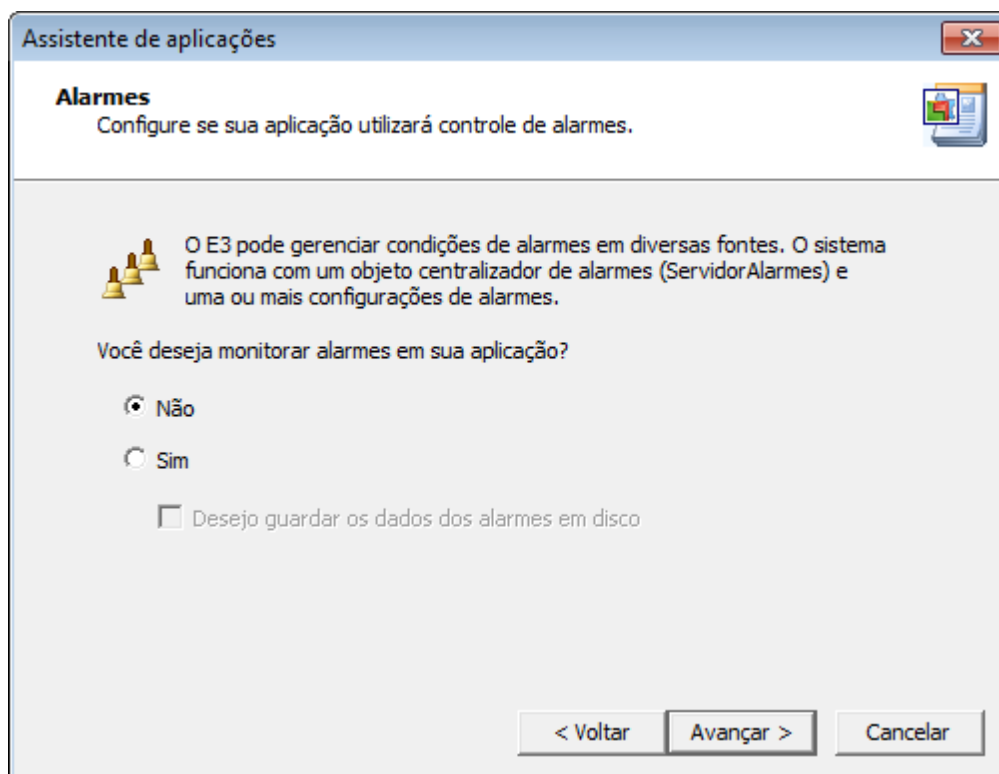 Assistente de aplicações
Alarmes
Configure se sua aplicação utilizará controle de alarmes.
O E3 pode gerenciar condições de alarmes em diversas fontes. O sistema
funciona com um objeto centralizador de alarmes (ServidorAlarmes) e
uma ou mais configurações de alarmes.
Você deseja monitorar alarmes em sua aplicação?
Não
Sim
Desejo guardar os dados dos alarmes em disco
< Voltar
Avançar >
Cancelar